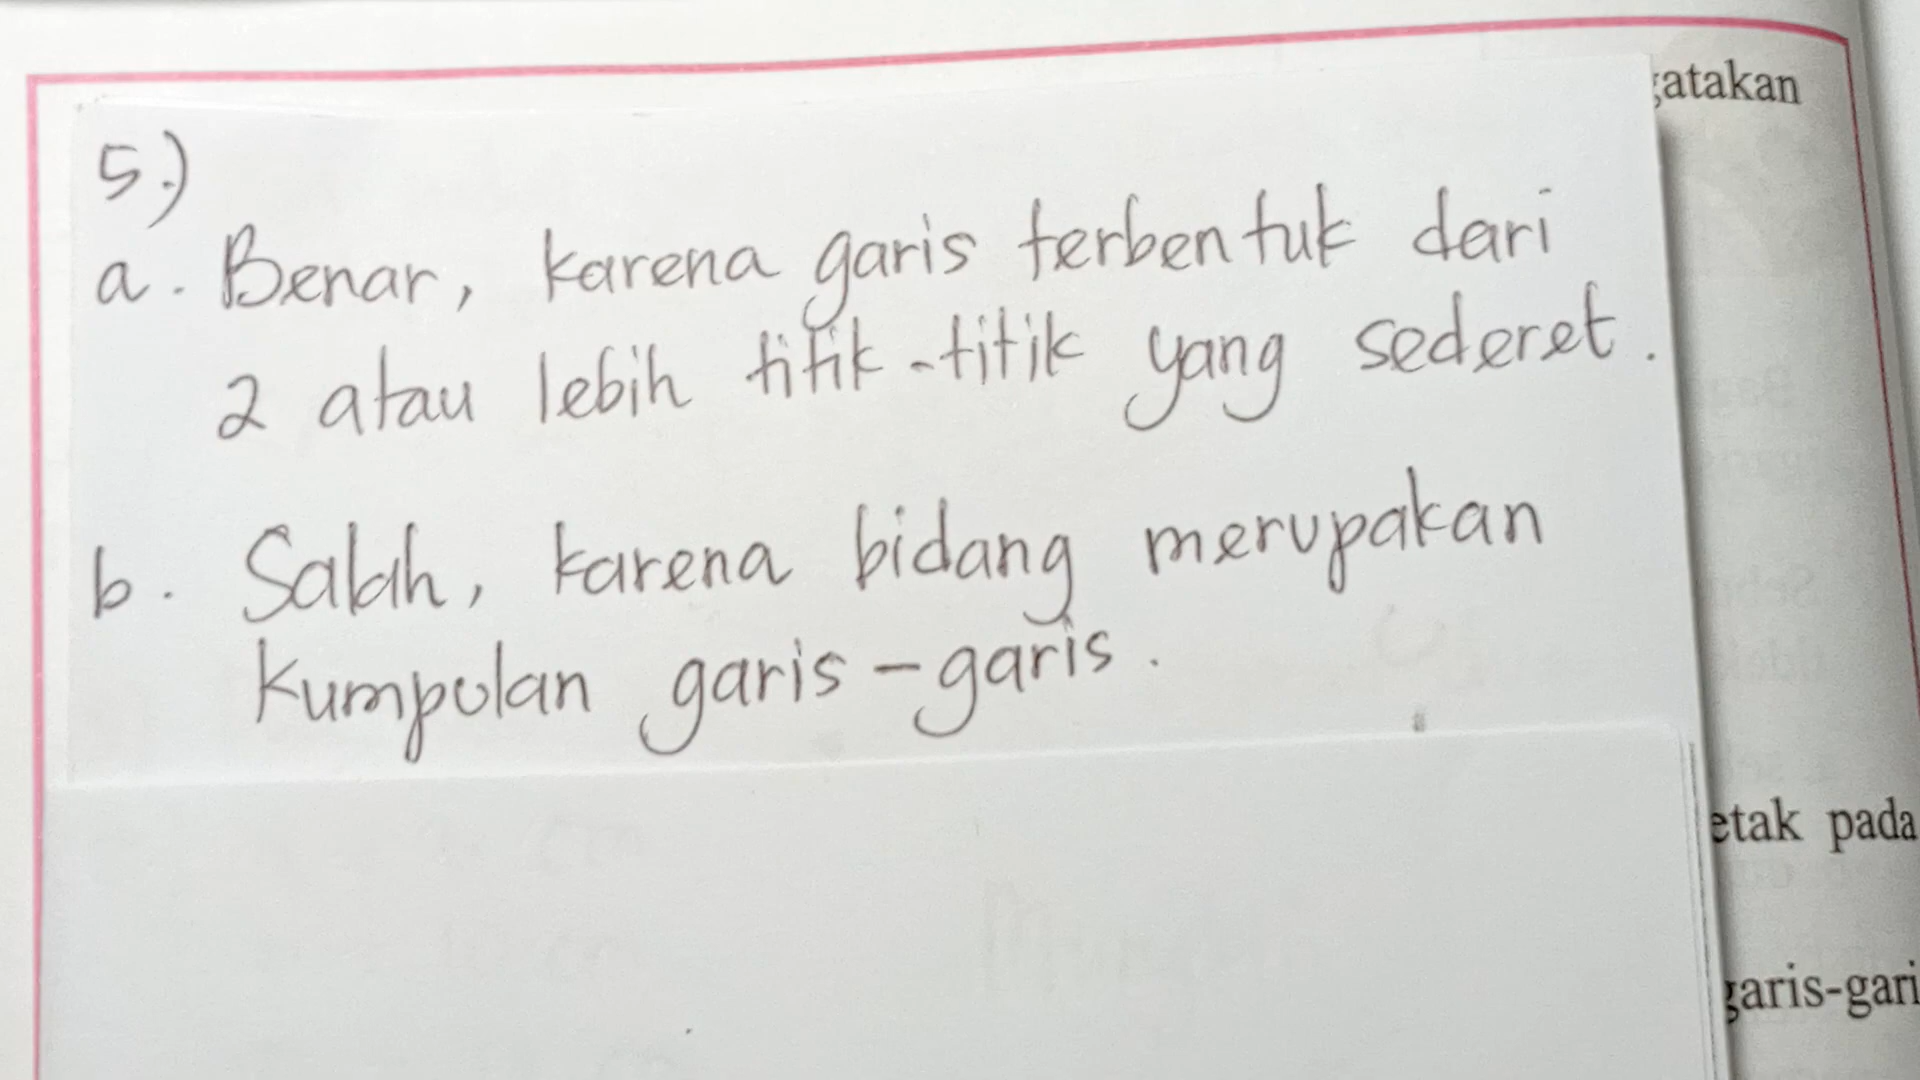 gatakan
5.)
a. Benar, karena garis terbentuk dari
2 atau lebih titik-titik yang sederet.
b. Salah, karena bidang merupakan
kumpulan garis-garis.
etak pada
garis-gari